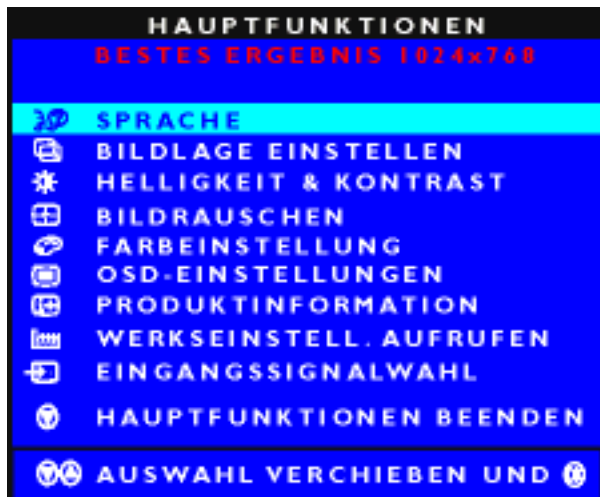 HAUPTFUNKTIONEN
BESTES ERGEBNIS 1024x768
SPRACHE
BILDLAGE EINSTELLEN
HELLIGKEIT & KONTRAST
BILDRAUSCHEN
FARBEINSTELLUNG
OSD-EINSTELLUNGEN
PRODUKTINFORMATION
WERKSEINSTELL. AUFRUFEN
EINGANGSSIGNALWAHL
HAUPTFUNKTIONEN BEENDEN
AUSWAHL VERCHIEBEN UND